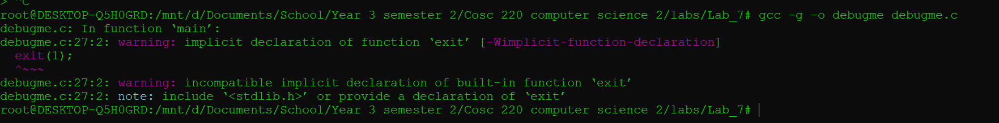 > ^C
root@DESKTOP-Q5H0GRD:/mnt/d/Documents/School/Year 3 semester 2/Cosc 220 computer science 2/labs/Lab_7# gcc -g -o debugme debugme.c
debugme.c: In function ‘main’:
debugme.c:27:2: warning: implicit declaration of function ‘exit’ [-Wimplicit-function-declaration]
  exit(1);
  ^~~~
debugme.c:27:2: warning: incompatible implicit declaration of built-in function ‘exit’
debugme.c:27:2: note: include ‘<stdlib.h>’ or provide a declaration of ‘exit’
root@DESKTOP-Q5H0GRD:/mnt/d/Documents/School/Year 3 semester 2/Cosc 220 computer science 2/labs/Lab_7#